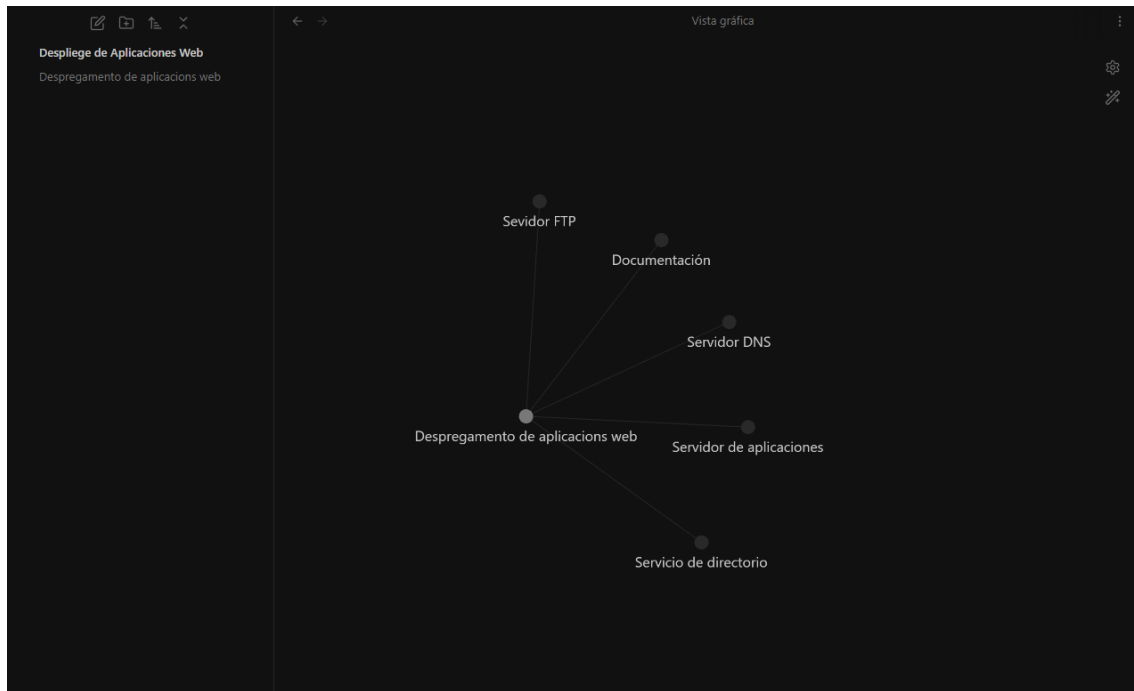 Vista gráfica
Despliege de Aplicaciones Web
Despregamento de aplicacions web
Sevidor FTP
Documentación
Servidor DNS
Despregamento de aplicacions web
Servidor de aplicaciones
Servicio de directorio